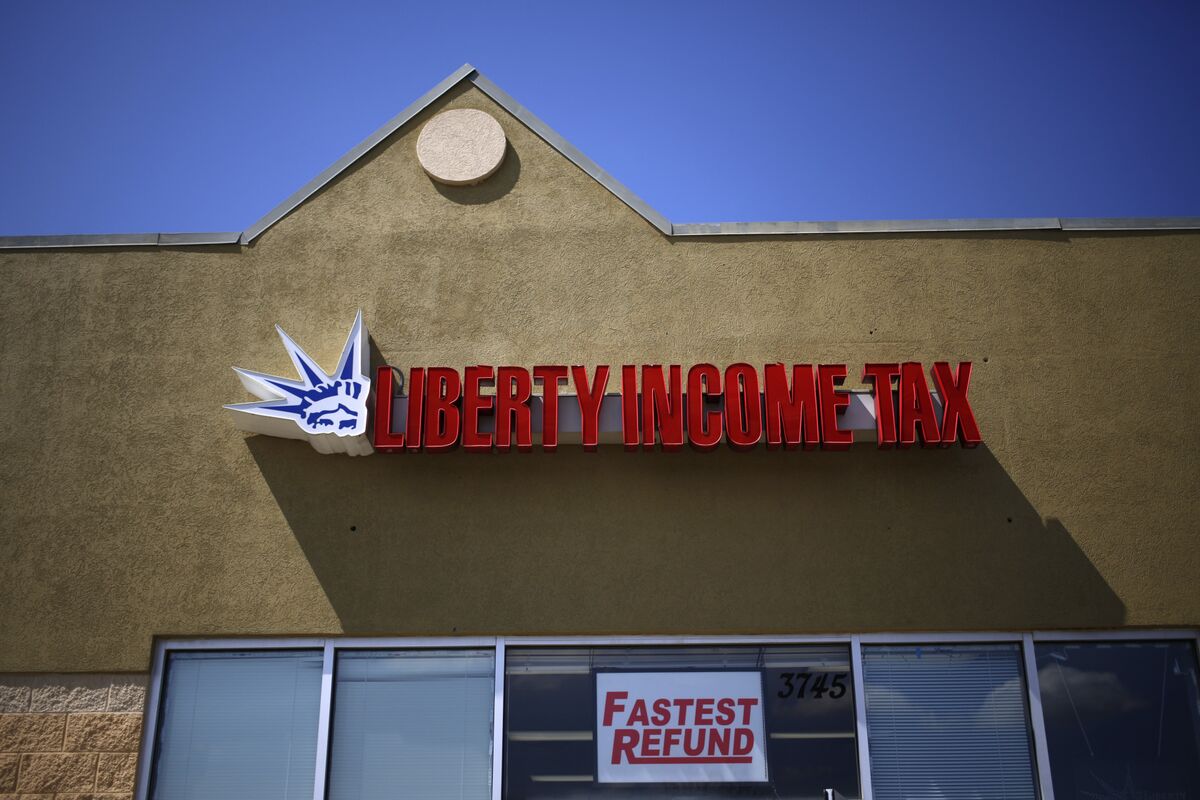 LIBERTY INCOME TAX
3745
FASTEST
REFUND